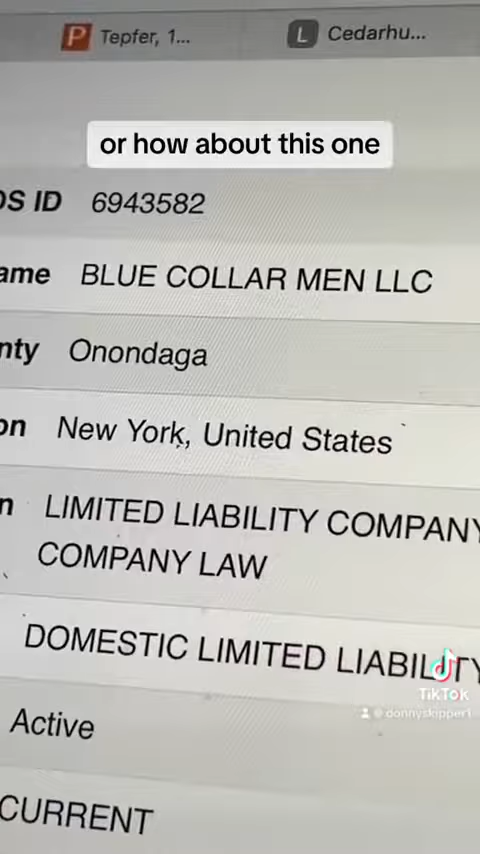 P Tepfer, 1...
L Cedarhu...
or how about this one
OS ID 6943582
ame BLUE COLLAR MEN LLC
nty Onondaga
on New York, United States
n LIMITED LIABILITY COMPANY
COMPANY LAW
DOMESTIC LIMITED LIABILITY
TikTok
@donnyskipper1
Active
CURRENT